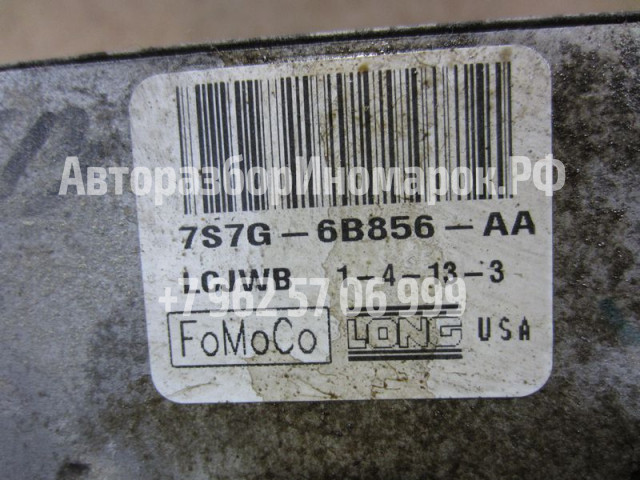 АвторазборИномарок.РФ
7S7G-6B856-AA
LCJWB 1-4-13-3
+7 962 57 06 999
FoMoCo LONG USA